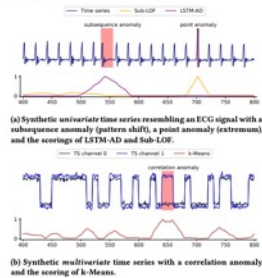 Time series Sub-LOF LSTM-AD
subsequence anomaly point anomaly
1
0
400 450 500 550 600 650 700 750 800
(a) Synthetic univariate time series resembling an ECG signal with a
subsequence anomaly (pattern shift), a point anomaly (extremum),
and the scorings of LSTM-AD and Sub-LOF.
TS channel 0 TS channel 1 k-Means
correlation anomaly
1
0
400 450 500 550 600 650 700 750 800
(b) Synthetic multivariate time series with a correlation anomaly
and the scoring of k-Means.